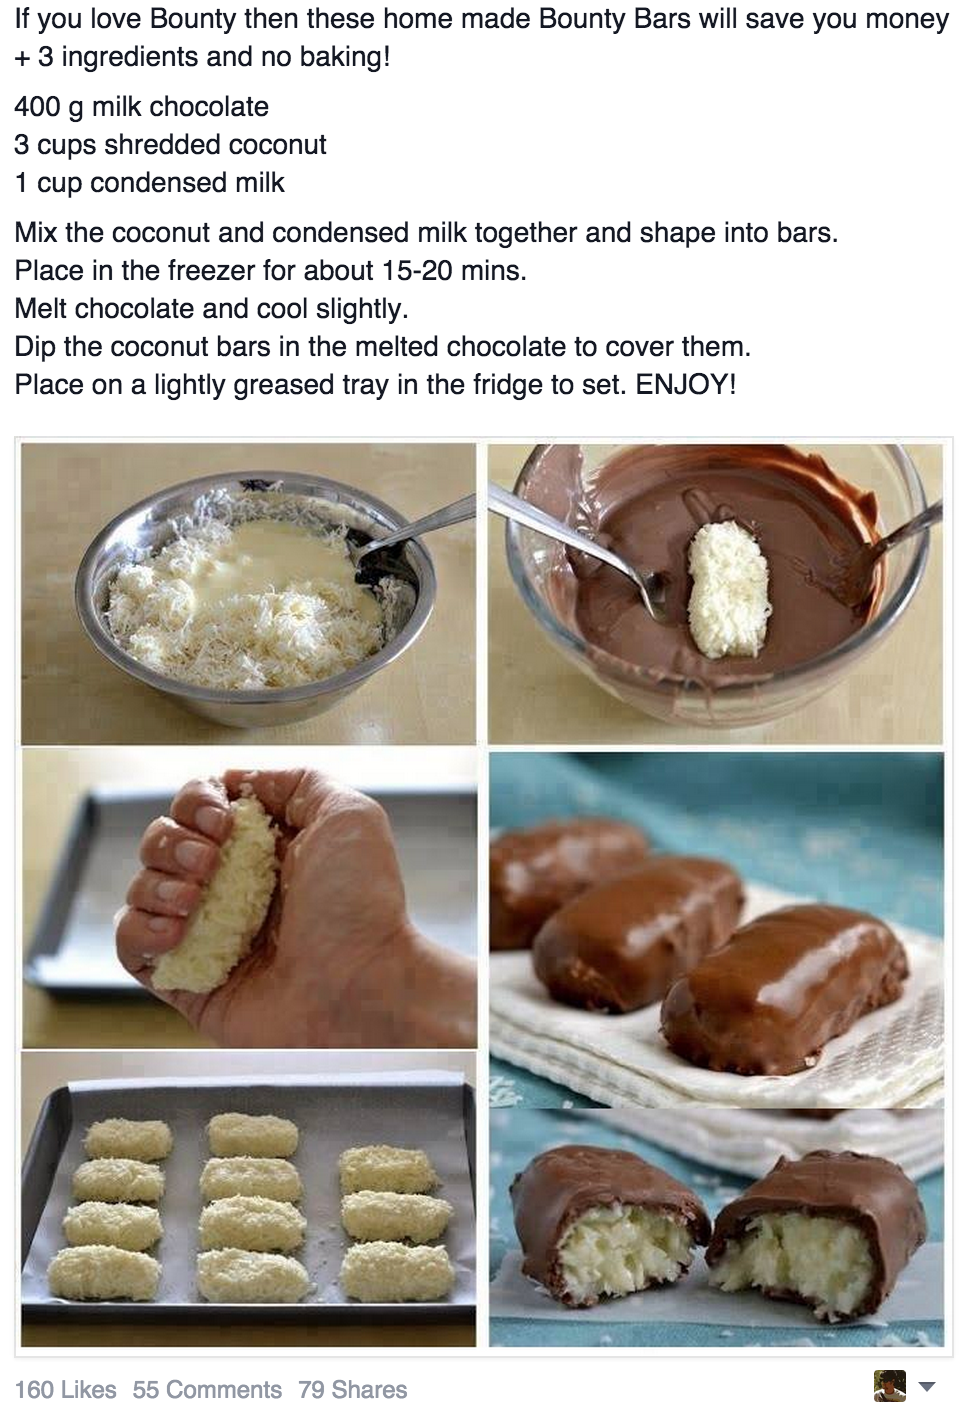 If you love Bounty then these home made Bounty Bars will save you money
+ 3 ingredients and no baking!
400 g milk chocolate
3 cups shredded coconut
1 cup condensed milk
Mix the coconut and condensed milk together and shape into bars.
Place in the freezer for about 15-20 mins.
Melt chocolate and cool slightly.
Dip the coconut bars in the melted chocolate to cover them.
Place on a lightly greased tray in the fridge to set. ENJOY!
160 Likes 55 Comments 79 Shares